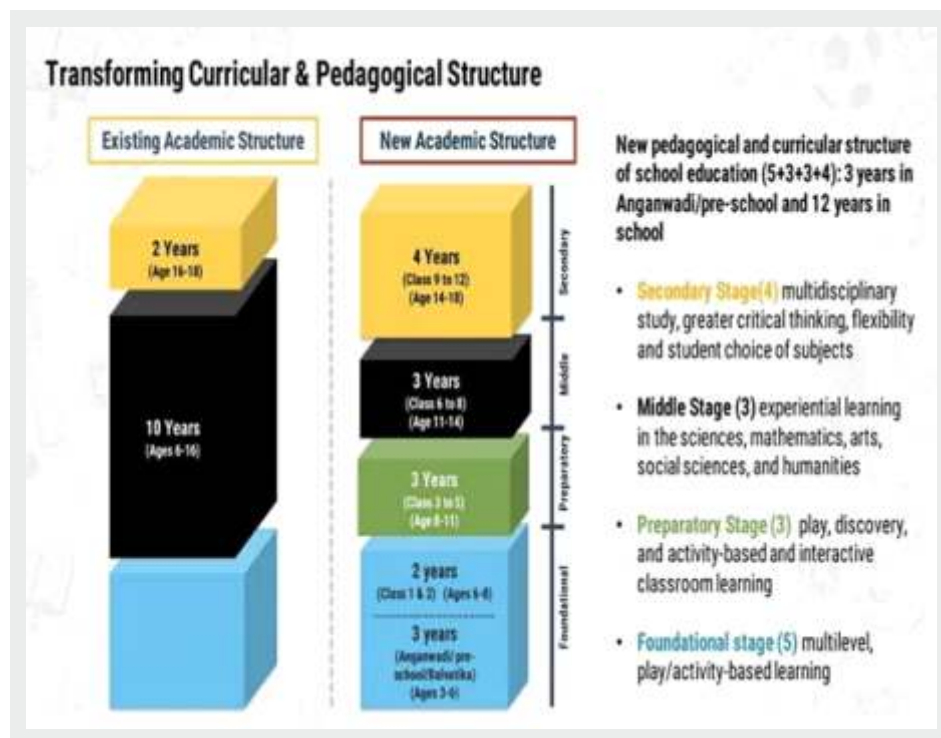 Transforming Curricular & Pedagogical Structure
Existing Academic Structure
2 Years
(Age 16-18)
10 Years
(Ages 6-16)
New Academic Structure
4 Years
(Class 9 to 12)
(Age 14-18)
3 Years
(Class 6 to 8)
(Age 11-14)
3 Years
(Class 3 to 5)
(Age 8-11)
2 years
(Class 1 & 2) (Ages 6-8)
3 years
(Anganwadi/ pre-
school/Balvatika)
(Ages 3-6)
Secondary
Middle
Preparatory
Foundational
New pedagogical and curricular structure
of school education (5+3+3+4): 3 years in
Anganwadi/pre-school and 12 years in
school
• Secondary Stage(4) multidisciplinary
study, greater critical thinking, flexibility
and student choice of subjects
• Middle Stage (3) experiential learning
in the sciences, mathematics, arts,
social sciences, and humanities
• Preparatory Stage (3) play, discovery,
and activity-based and interactive
classroom learning
• Foundational stage (5) multilevel,
play/activity-based learning